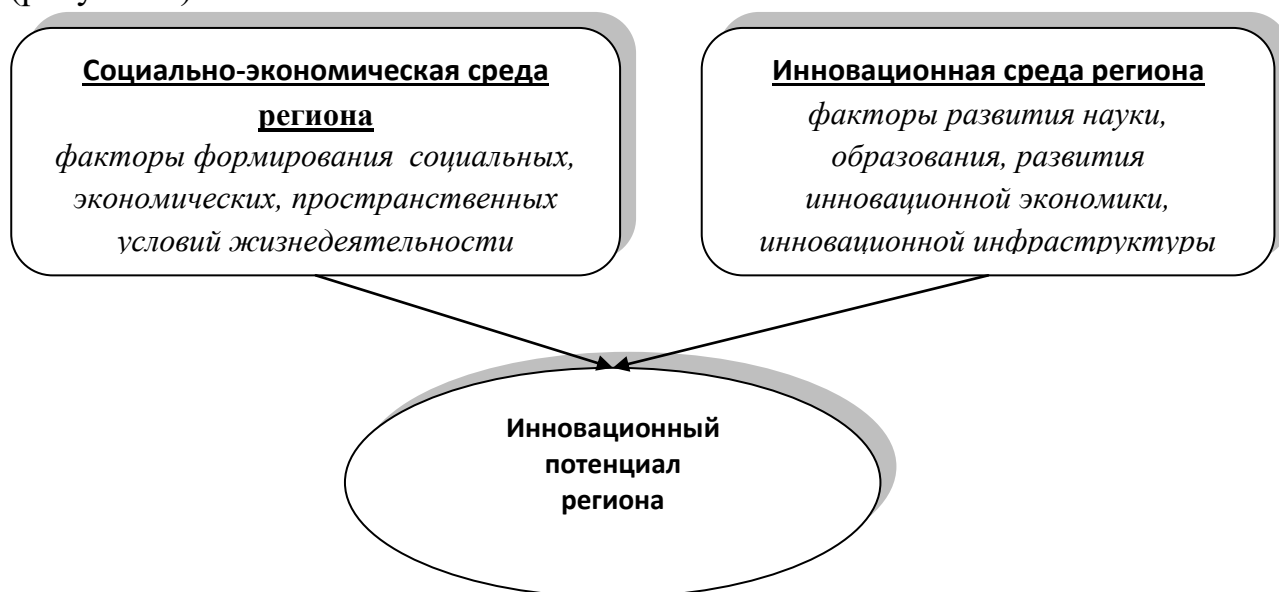 Социально-экономическая среда
региона
факторы формирования социальных,
экономических, пространственных
условий жизнедеятельности
Инновационная среда региона
факторы развития науки,
образования, развития
инновационной экономики,
инновационной инфраструктуры
Инновационный
потенциал
региона